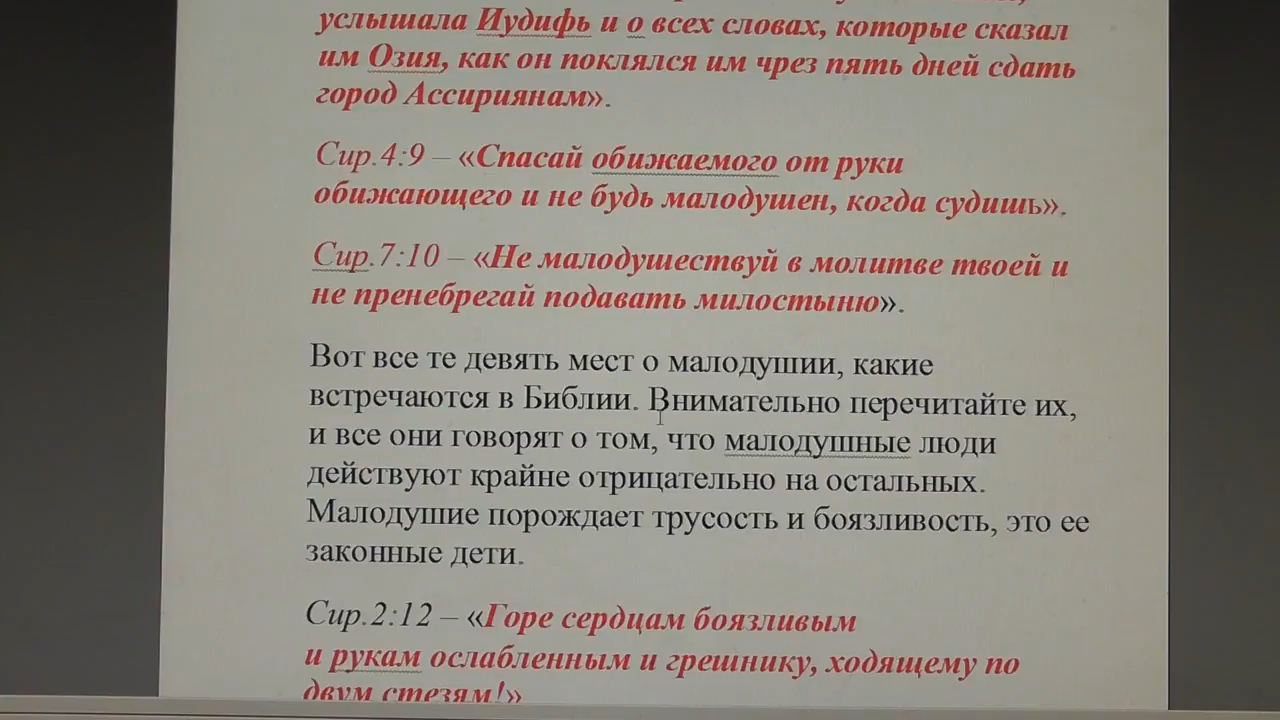 услышала Иудифь и о всех словах, которые сказал
им Озия, как он поклялся им чрез пять дней сдать
город Ассириянам».
Сир.4:9 – «Спасай обижаемого от руки
обижающего и не будь малодушен, когда судишь».
Сир.7:10 – «Не малодушествуй в молитве твоей и
не пренебрегай подавать милостыню».
Вот все те девять мест о малодушии, какие
встречаются в Библии. Внимательно перечитайте их,
и все они говорят о том, что малодушные люди
действуют крайне отрицательно на остальных.
Малодушие порождает трусость и боязливость, это ее
законные дети.
Сир.2:12 – «Горе сердцам боязливым
и рукам ослабленным и грешнику, ходящему по
двум стезям!»